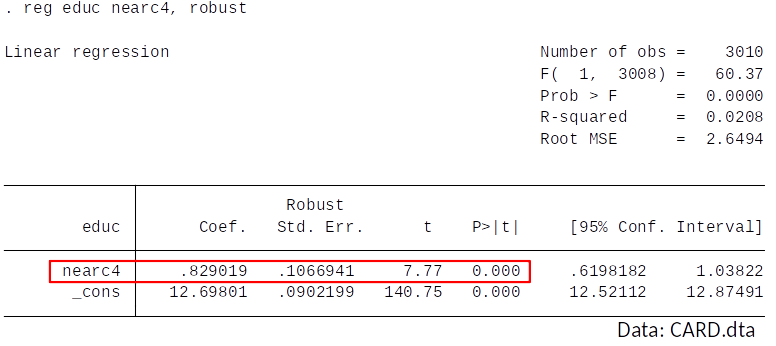 . reg educ nearc4, robust
Linear regression Number of obs = 3010
F( 1, 3008) = 60.37
Prob > F = 0.0000
R-squared = 0.0208
Root MSE = 2.6494
Robust
educ Coef. Std. Err. t P>|t| [95% Conf. Interval]
nearc4 .829019 .1066941 7.77 0.000 .6198182 1.03822
_cons 12.69801 .0902199 140.75 0.000 12.52112 12.87491
Data: CARD.dta